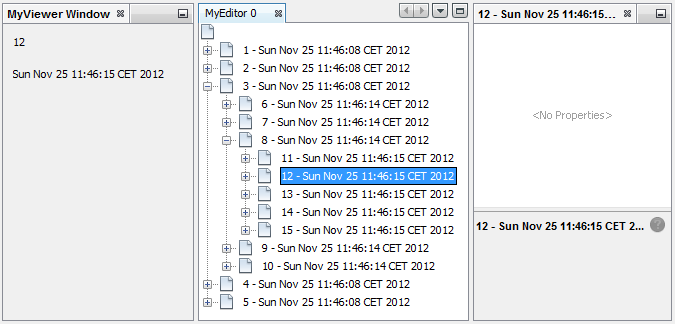 MyViewer Window
12
Sun Nov 25 11:46:15 CET 2012
MyEditor 0
1 - Sun Nov 25 11:46:08 CET 2012
2 - Sun Nov 25 11:46:08 CET 2012
3 - Sun Nov 25 11:46:08 CET 2012
6 - Sun Nov 25 11:46:14 CET 2012
7 - Sun Nov 25 11:46:14 CET 2012
8 - Sun Nov 25 11:46:14 CET 2012
11 - Sun Nov 25 11:46:15 CET 2012
12 - Sun Nov 25 11:46:15 CET 2012
13 - Sun Nov 25 11:46:15 CET 2012
14 - Sun Nov 25 11:46:15 CET 2012
15 - Sun Nov 25 11:46:15 CET 2012
9 - Sun Nov 25 11:46:14 CET 2012
10 - Sun Nov 25 11:46:14 CET 2012
4 - Sun Nov 25 11:46:08 CET 2012
5 - Sun Nov 25 11:46:08 CET 2012
12 - Sun Nov 25 11:46:15...
<No Properties>
12 - Sun Nov 25 11:46:15 CET 2...
?